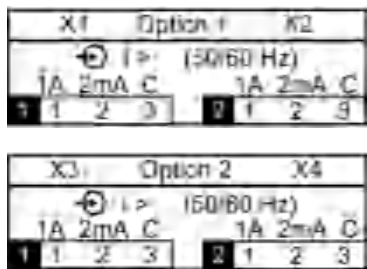 X1 Option 1 X2
I> (50/60 Hz)
1A 2mA C 1A 2mA C
1 1 2 3 2 1 2 3
X3 Option 2 X4
I> (50/60 Hz)
1A 2mA C 1A 2mA C
1 1 2 3 2 1 2 3